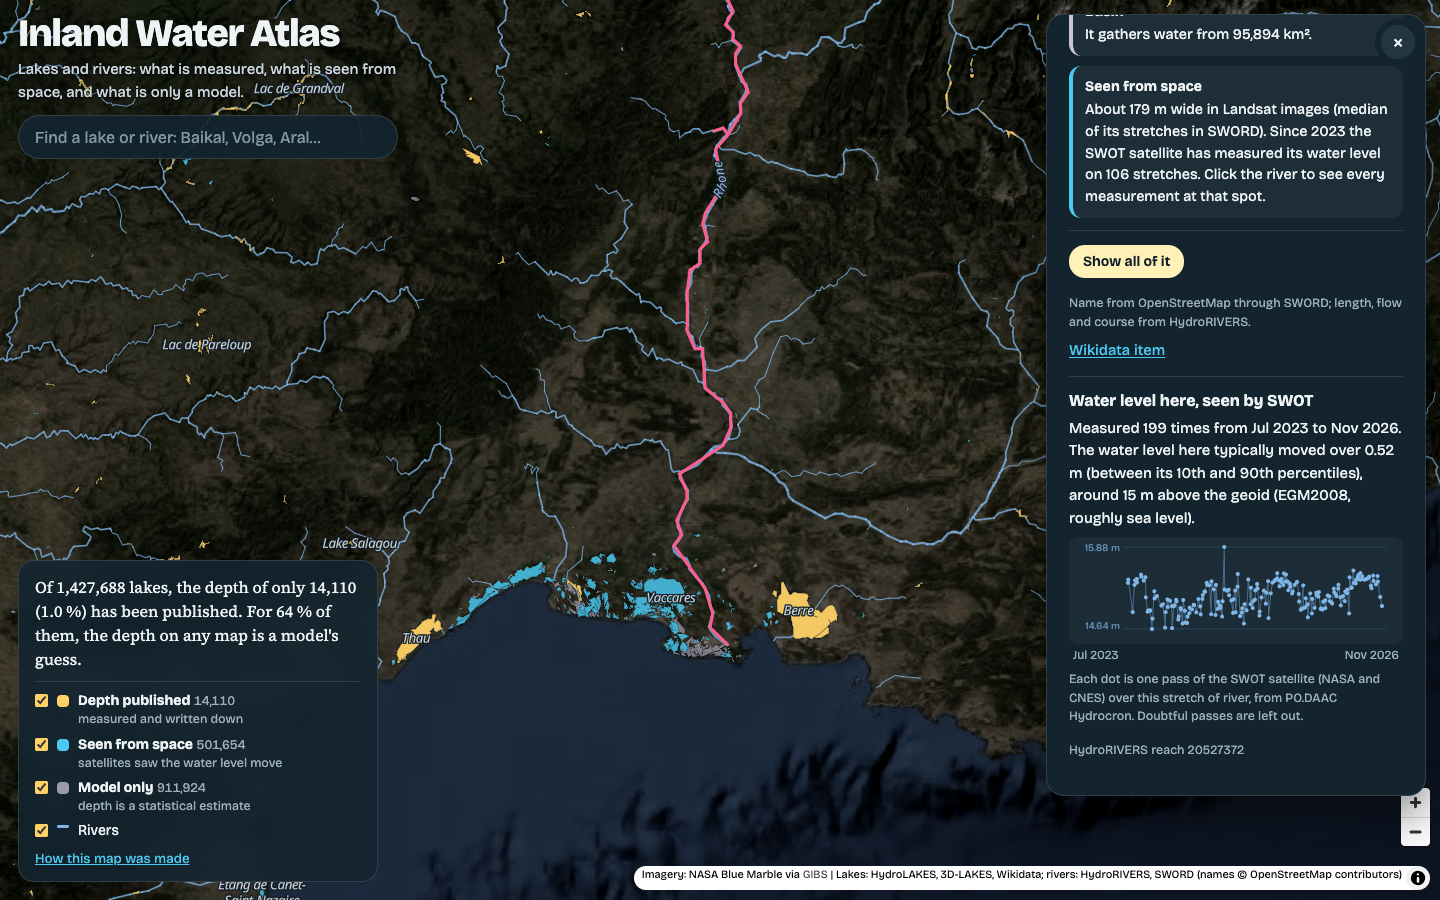 Inland Water Atlas
Lakes and rivers: what is measured, what is seen from
space, and what is only a model.
Find a lake or river: Baikal, Volga, Aral...
Lac de Grandval
Rhone
Lac de Pareloup
Lake Salagou
Thau
Vaccares
Berre
Etang de Canet-
Saint-Nazaire
Of 1,427,688 lakes, the depth of only 14,110
(1.0 %) has been published. For 64 % of
them, the depth on any map is a model's
guess.
Depth published 14,110
measured and written down
Seen from space 501,654
satellites saw the water level move
Model only 911,924
depth is a statistical estimate
Rivers
How this map was made
Basin
It gathers water from 95,894 km².
×
Seen from space
About 179 m wide in Landsat images (median
of its stretches in SWORD). Since 2023 the
SWOT satellite has measured its water level
on 106 stretches. Click the river to see every
measurement at that spot.
Show all of it
Name from OpenStreetMap through SWORD; length, flow
and course from HydroRIVERS.
Wikidata item
Water level here, seen by SWOT
Measured 199 times from Jul 2023 to Nov 2026.
The water level here typically moved over 0.52
m (between its 10th and 90th percentiles),
around 15 m above the geoid (EGM2008,
roughly sea level).
15.88 m
14.64 m
Jul 2023
Nov 2026
Each dot is one pass of the SWOT satellite (NASA and
CNES) over this stretch of river, from PO.DAAC
Hydrocron. Doubtful passes are left out.
HydroRIVERS reach 20527372
+
−
Imagery: NASA Blue Marble via GIBS | Lakes: HydroLAKES, 3D-LAKES, Wikidata; rivers: HydroRIVERS, SWORD (names © OpenStreetMap contributors)